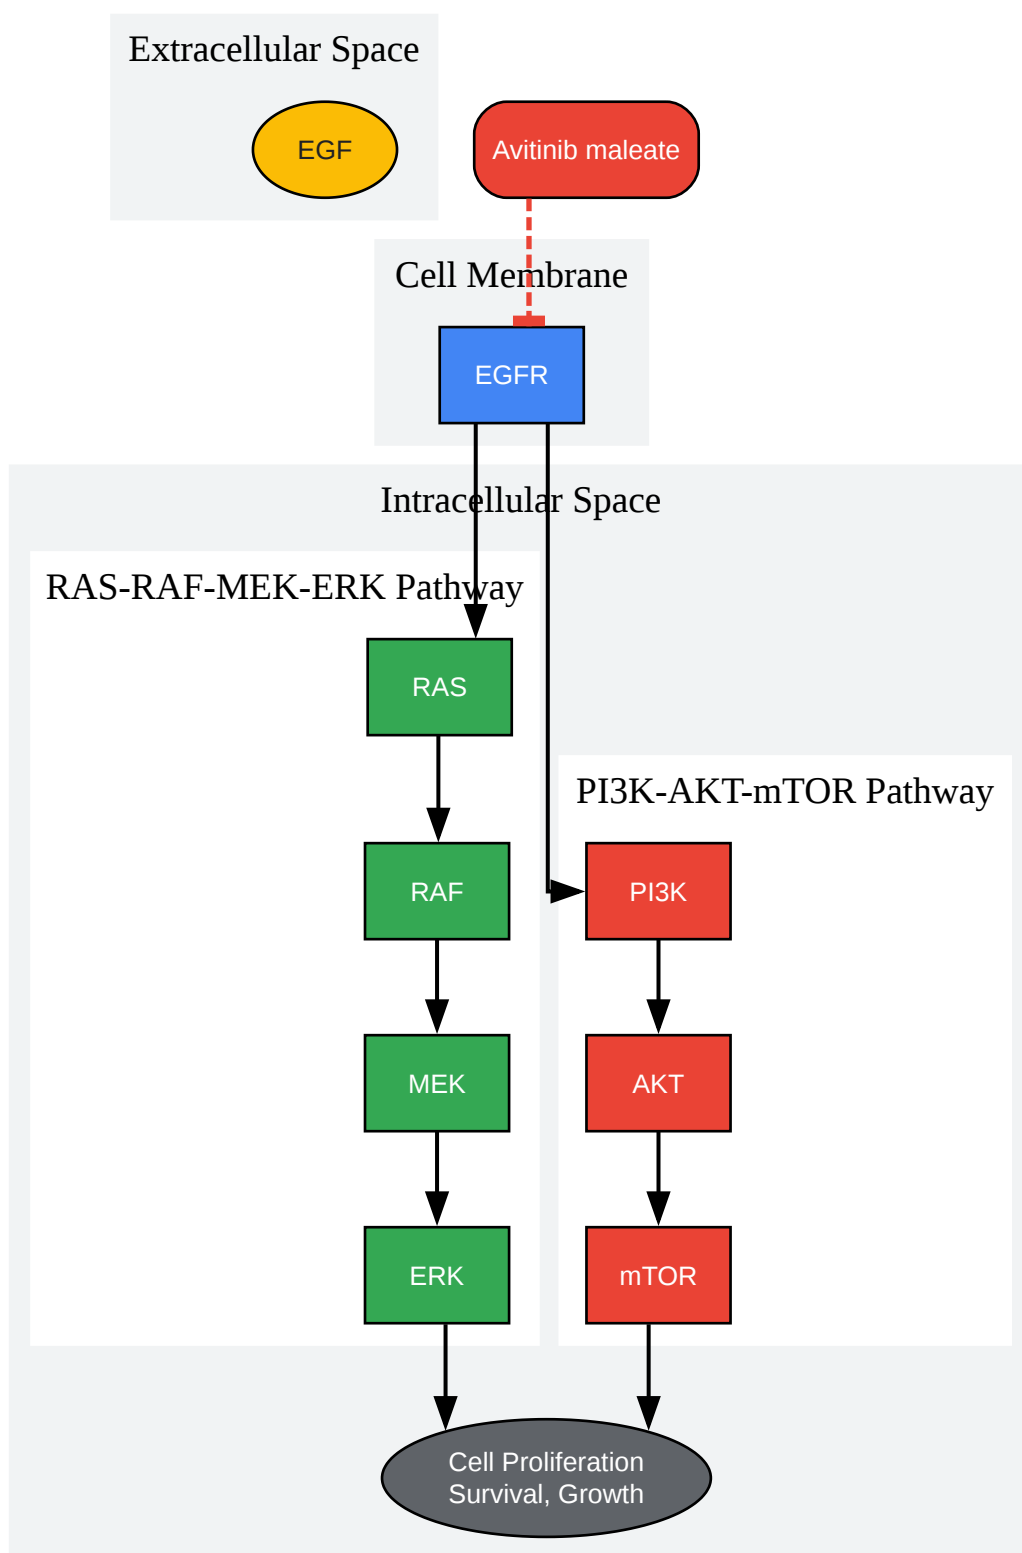 Extracellular Space
EGF
Avitinib maleate
Cell Membrane
EGFR
Intracellular Space
RAS-RAF-MEK-ERK Pathway
RAS
PI3K-AKT-mTOR Pathway
RAF
PI3K
MEK
AKT
ERK
mTOR
Cell Proliferation
Survival, Growth